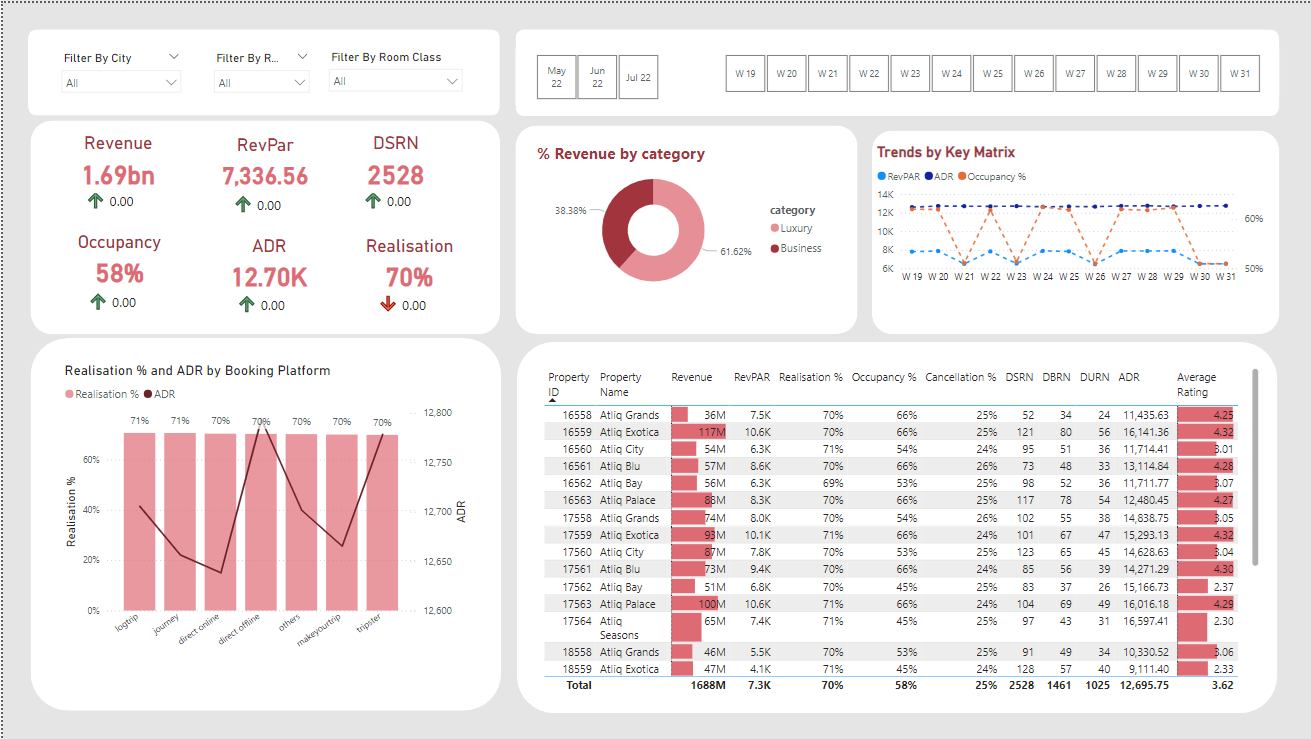 Filter By City
All
Filter By R...
All
Filter By Room Class
All
May 22
Jun 22
Jul 22
W 19 W 20 W 21 W 22 W 23 W 24 W 25 W 26 W 27 W 28 W 29 W 30 W 31
Revenue
1.69bn
0.00
RevPar
7,336.56
0.00
DSRN
2528
0.00
Occupancy
58%
0.00
ADR
12.70K
0.00
Realisation
70%
0.00
% Revenue by category
38.38%
61.62%
category
Luxury
Business
Trends by Key Matrix
RevPAR ADR Occupancy %
14K
12K
10K
8K
6K
60%
50%
W 19 W 20 W 21 W 22 W 23 W 24 W 25 W 26 W 27 W 28 W 29 W 30 W 31
Realisation % and ADR by Booking Platform
Realisation % ADR
71% 71% 70% 70% 70% 70% 70%
Realisation %
60%
40%
20%
0%
12,800
12,750
12,700
12,650
12,600
ADR
logtrip
journey
direct online
direct offline
others
makeyourtrip
tripster
Property ID Property Name Revenue RevPAR Realisation % Occupancy % Cancellation % DSRN DBRN DURN ADR Average Rating
16558 Atliq Grands 36M 7.5K 70% 66% 25% 52 34 24 11,435.63 4.25
16559 Atliq Exotica 117M 10.6K 70% 66% 25% 121 80 56 16,141.36 4.32
16560 Atliq City 54M 6.3K 71% 54% 24% 95 51 36 11,714.41 3.01
16561 Atliq Blu 57M 8.6K 70% 66% 26% 73 48 33 13,114.84 4.28
16562 Atliq Bay 56M 6.3K 69% 53% 25% 98 52 36 11,711.77 3.07
16563 Atliq Palace 88M 8.3K 70% 66% 25% 117 78 54 12,480.45 4.27
17558 Atliq Grands 74M 8.0K 70% 54% 26% 102 55 38 14,838.75 3.05
17559 Atliq Exotica 93M 10.1K 71% 66% 24% 101 67 47 15,293.13 4.32
17560 Atliq City 87M 7.8K 70% 53% 25% 123 65 45 14,628.63 3.04
17561 Atliq Blu 73M 9.4K 70% 66% 24% 85 56 39 14,271.29 4.30
17562 Atliq Bay 51M 6.8K 70% 45% 25% 83 37 26 15,166.73 2.37
17563 Atliq Palace 100M 10.6K 71% 66% 24% 104 69 49 16,016.18 4.29
17564 Atliq Seasons 65M 7.4K 71% 45% 25% 97 43 31 16,597.41 2.30
18558 Atliq Grands 46M 5.5K 70% 53% 25% 91 49 34 10,330.52 3.06
18559 Atliq Exotica 47M 4.1K 71% 45% 24% 128 57 40 9,111.40 2.33
Total 1688M 7.3K 70% 58% 25% 2528 1461 1025 12,695.75 3.62